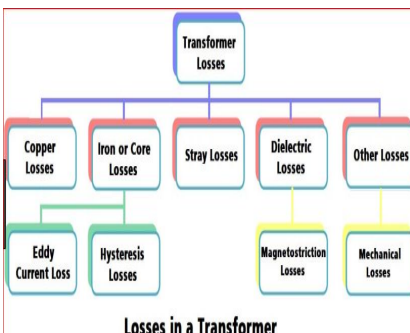 Transformer
Losses
Copper
Losses
Iron or Core
Losses
Stray Losses
Dielectric
Losses
Other Losses
Eddy
Current Loss
Hysteresis
Losses
Magnetostriction
Losses
Mechanical
Losses
Losses in a Transformer